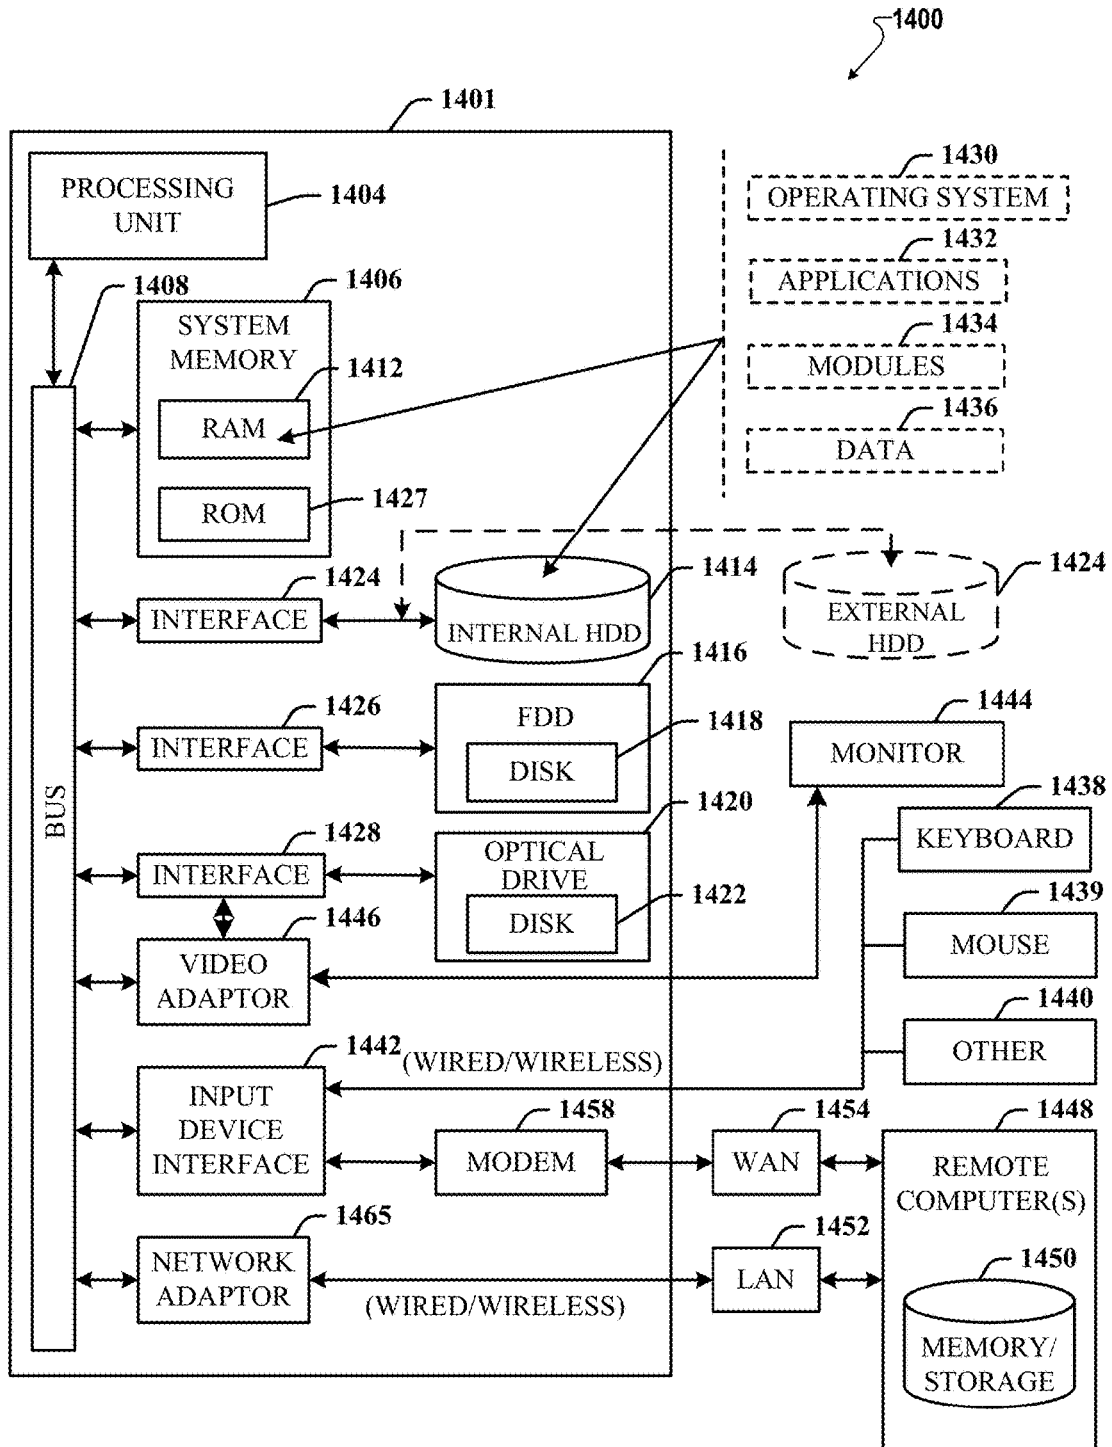 1400
1401
PROCESSING
UNIT
1404
1408
1406
SYSTEM
MEMORY
1412
RAM
1427
ROM
1430
OPERATING SYSTEM
1432
APPLICATIONS
1434
MODULES
1436
DATA
1424
INTERFACE
1414
INTERNAL HDD
1424
EXTERNAL
HDD
1416
FDD
1426
INTERFACE
1418
DISK
1444
MONITOR
1438
KEYBOARD
BUS
1428
INTERFACE
1420
OPTICAL
DRIVE
1422
DISK
1446
VIDEO
ADAPTOR
1439
MOUSE
1440
OTHER
1442
(WIRED/WIRELESS)
INPUT
DEVICE
INTERFACE
1458
MODEM
1454
WAN
1448
REMOTE
COMPUTER(S)
1465
NETWORK
ADAPTOR
(WIRED/WIRELESS)
1452
LAN
1450
MEMORY/
STORAGE